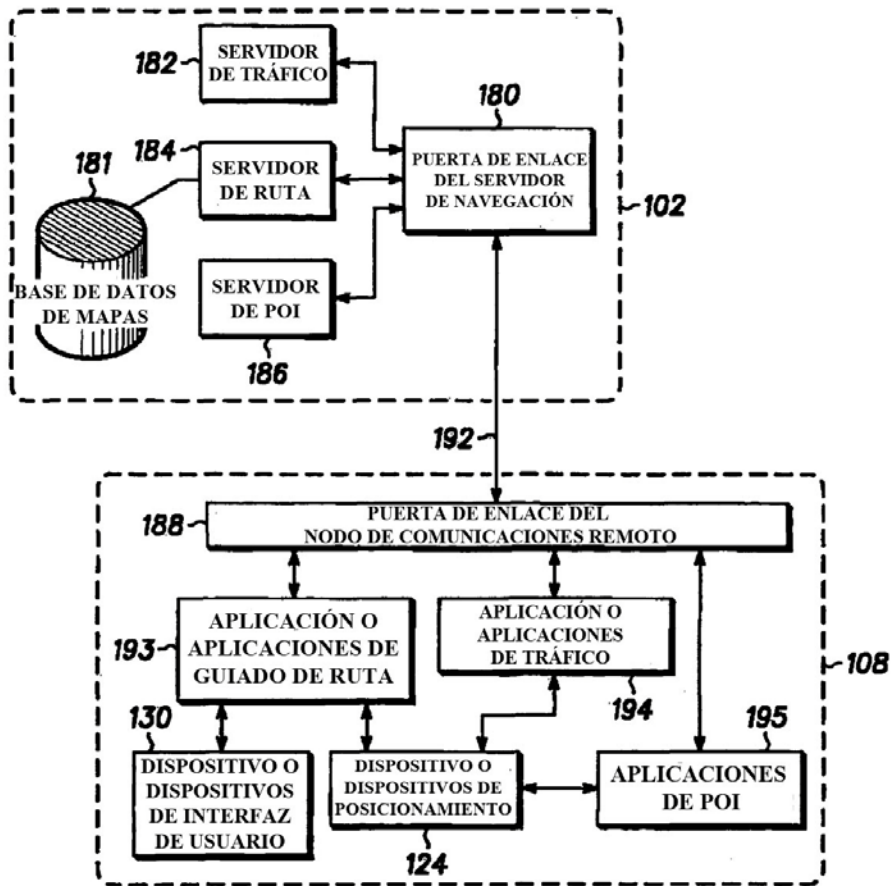 182
SERVIDOR
DE TRÁFICO
180
PUERTA DE ENLACE
DEL SERVIDOR
DE NAVEGACIÓN
184
SERVIDOR
DE RUTA
181
BASE DE DATOS
DE MAPAS
102
SERVIDOR
DE POI
186
192
188
PUERTA DE ENLACE DEL
NODO DE COMUNICACIONES REMOTO
193
APLICACIÓN O
APLICACIONES DE
GUIADO DE RUTA
APLICACIÓN O
APLICACIONES
DE TRÁFICO
194
108
130
DISPOSITIVO O
DISPOSITIVOS
DE INTERFAZ
DE USUARIO
DISPOSITIVO O
DISPOSITIVOS DE
POSICIONAMIENTO
124
195
APLICACIONES
DE POI